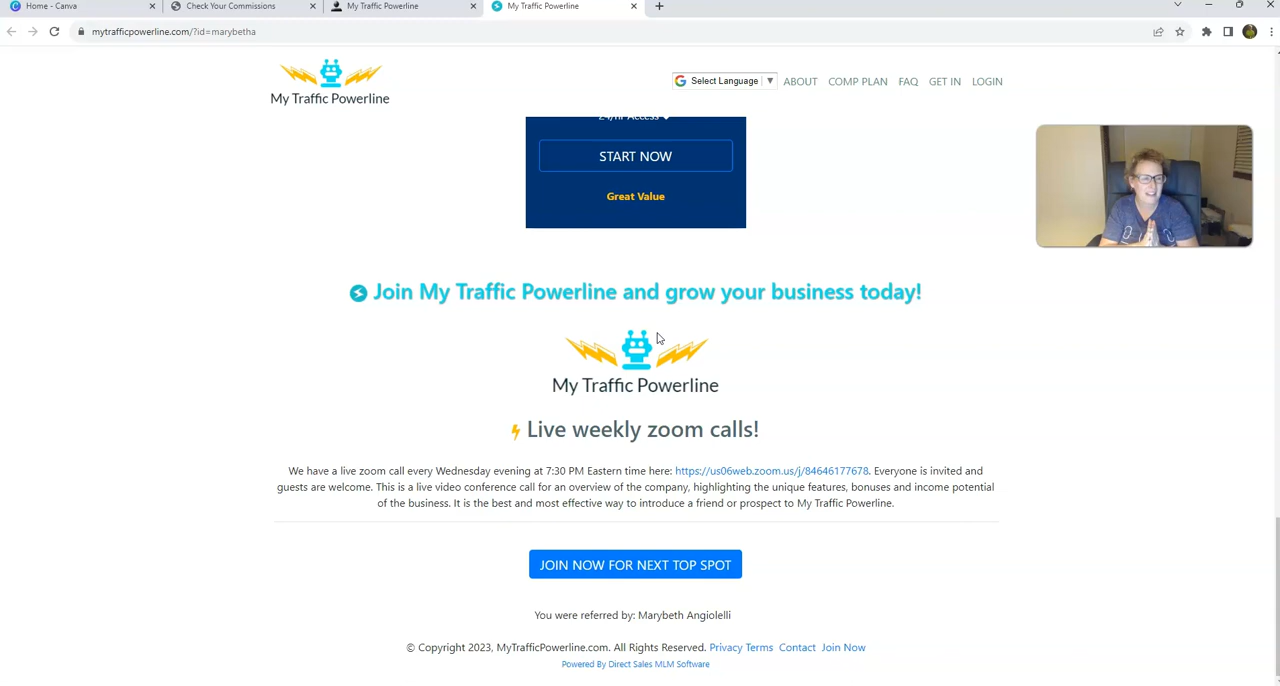 Home - Canva
Check Your Commissions
My Traffic Powerline
My Traffic Powerline
mytrafficpowerline.com/?id=marybetha
My Traffic Powerline
Select Language
ABOUT COMP PLAN FAQ GET IN LOGIN
24/hr Access
START NOW
Great Value
Join My Traffic Powerline and grow your business today!
My Traffic Powerline
Live weekly zoom calls!
We have a live zoom call every Wednesday evening at 7:30 PM Eastern time here: https://us06web.zoom.us/j/84646177678. Everyone is invited and
guests are welcome. This is a live video conference call for an overview of the company, highlighting the unique features, bonuses and income potential
of the business. It is the best and most effective way to introduce a friend or prospect to My Traffic Powerline.
JOIN NOW FOR NEXT TOP SPOT
You were referred by: Marybeth Angiolelli
© Copyright 2023, MyTrafficPowerline.com. All Rights Reserved. Privacy Terms Contact Join Now
Powered By Direct Sales MLM Software